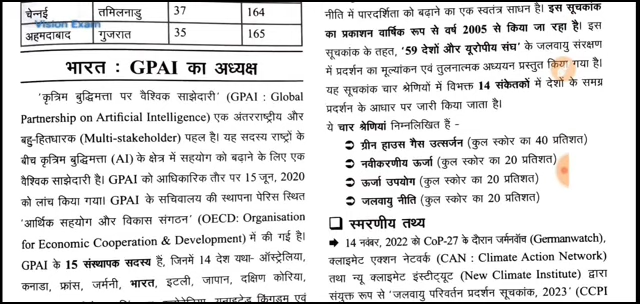 चेन्नई तमिलनाडु 37 164
Vision Exam
अहमदाबाद गुजरात 35 165
भारत : GPAI का अध्यक्ष
'कृत्रिम बुद्धिमत्ता पर वैश्विक साझेदारी' (GPAI : Global
Partnership on Artificial Intelligence) एक अंतरराष्ट्रीय और
बहु-हितधारक (Multi-stakeholder) पहल है। यह सदस्य राष्ट्रों के
बीच कृत्रिम बुद्धिमत्ता (AI) के क्षेत्र में सहयोग को बढ़ाने के लिए एक
वैश्विक साझेदारी है। GPAI को आधिकारिक तौर पर 15 जून, 2020
को लांच किया गया। GPAI के सचिवालय की स्थापना पेरिस स्थित
'आर्थिक सहयोग और विकास संगठन' (OECD: Organisation
for Economic Cooperation & Development) में की गई है।
GPAI के 15 संस्थापक सदस्य हैं, जिनमें 14 देश यथा- ऑस्ट्रेलिया,
कनाडा, फ्रांस, जर्मनी, भारत, इटली, जापान, दक्षिण कोरिया,
यूनाइटेड किंगडम एवं
नीति में पारदर्शिता को बढ़ाने का एक स्वतंत्र साधन है। इस सूचकांक
का प्रकाशन वार्षिक रूप से वर्ष 2005 से किया जा रहा है। इस
सूचकांक के तहत, '59 देशों और यूरोपीय संघ' के जलवायु संरक्षण
में प्रदर्शन का मूल्यांकन एवं तुलनात्मक अध्ययन प्रस्तुत किया गया है।
यह सूचकांक चार श्रेणियों में विभक्त 14 संकेतकों में देशों के समग्र
प्रदर्शन के आधार पर जारी किया जाता है।
ये चार श्रेणियां निम्नलिखित हैं -
➲ ग्रीन हाउस गैस उत्सर्जन (कुल स्कोर का 40 प्रतिशत)
➲ नवीकरणीय ऊर्जा (कुल स्कोर का 20 प्रतिशत)
➲ ऊर्जा उपयोग (कुल स्कोर का 20 प्रतिशत)
➲ जलवायु नीति (कुल स्कोर का 20 प्रतिशत)
❑ स्मरणीय तथ्य
➔ 14 नवंबर, 2022 को CoP-27 के दौरान जर्मनवॉच (Germanwatch),
क्लाइमेट एक्शन नेटवर्क (CAN : Climate Action Network)
तथा न्यू क्लाइमेट इंस्टीट्यूट (New Climate Institute) द्वारा
संयुक्त रूप से 'जलवायु परिवर्तन प्रदर्शन सूचकांक, 2023' (CCPI